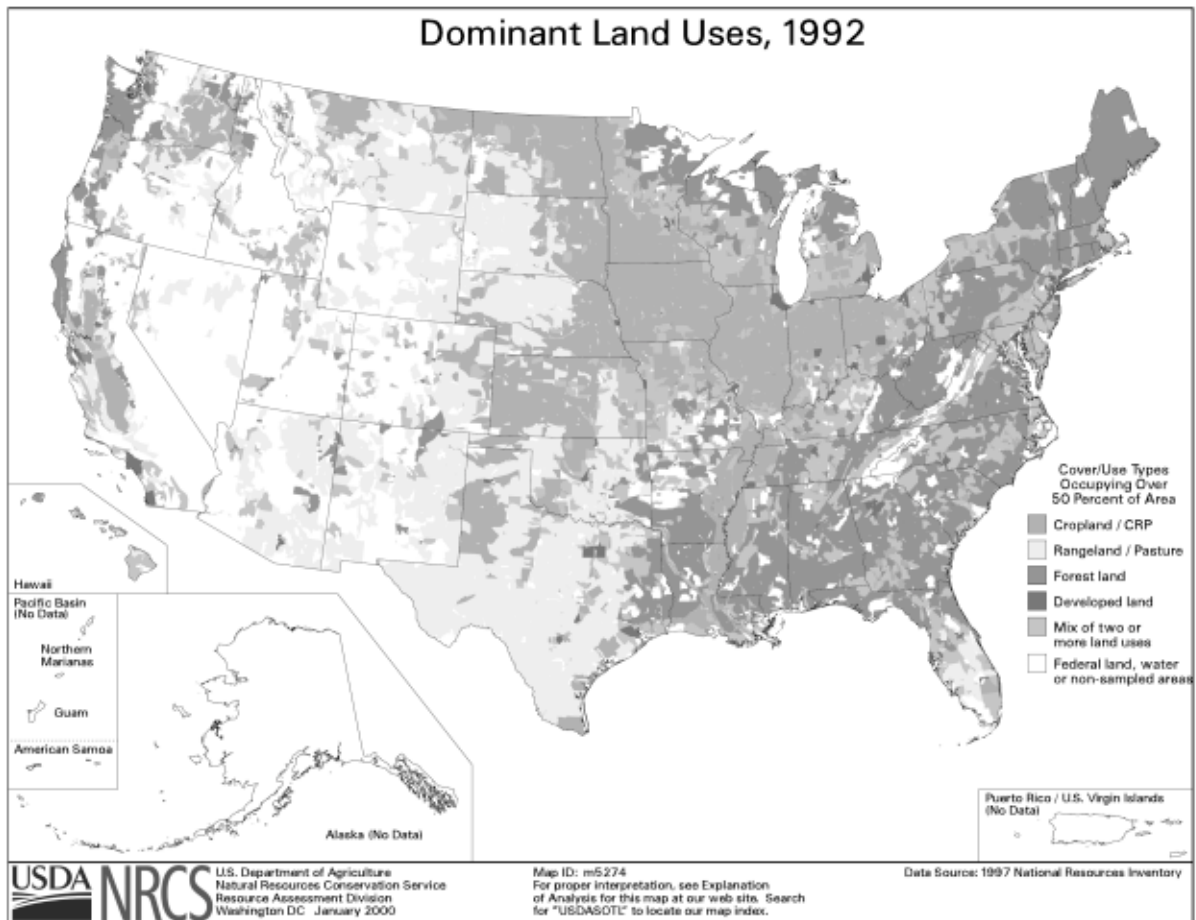 Dominant Land Uses, 1992
Cover/Use Types
Occupying Over
50 Percent of Area
Cropland / CRP
Rangeland / Pasture
Forest land
Developed land
Mix of two or
more land uses
Federal land, water
or non-sampled areas
Hawaii
Pacific Basin
(No Data)
Northern
Marianas
Guam
American Samoa
Alaska (No Data)
Puerto Rico / U.S. Virgin Islands
(No Data)
USDA NRCS
U.S. Department of Agriculture
Natural Resources Conservation Service
Resource Assessment Division
Washington DC January 2000
Map ID: m5274
For proper interpretation, see Explanation
of Analysis for this map at our web site. Search
for "USDASOTL" to locate our map index.
Data Source: 1997 National Resources Inventory